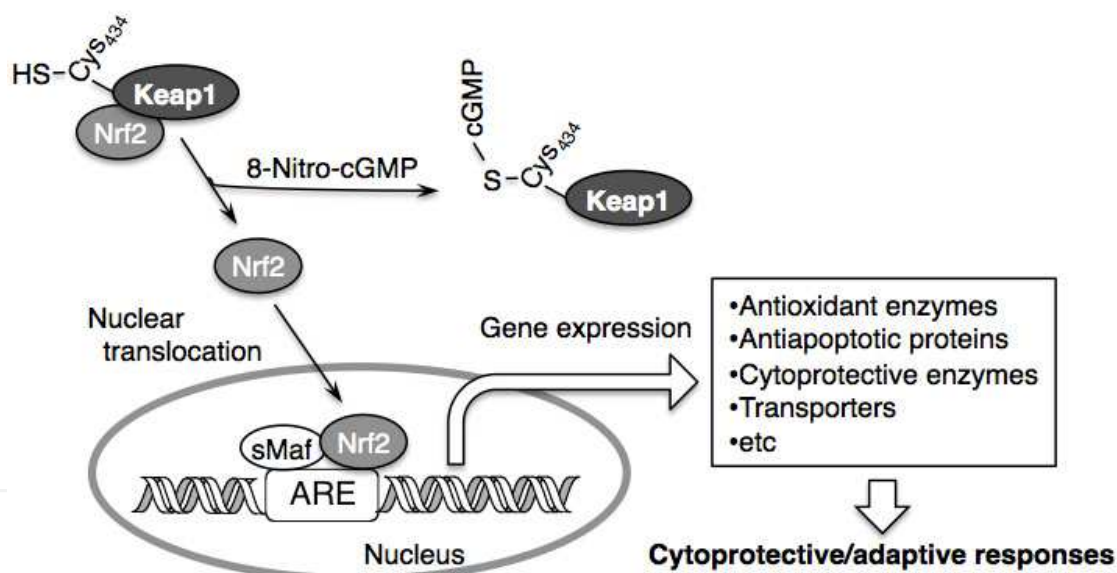 HS–Cys434
Keap1
Nrf2
8-Nitro-cGMP
cGMP
S–Cys434
Keap1
Nrf2
Nuclear
translocation
Gene expression
•Antioxidant enzymes
•Antiapoptotic proteins
•Cytoprotective enzymes
•Transporters
•etc
sMaf
Nrf2
ARE
Nucleus
Cytoprotective/adaptive responses